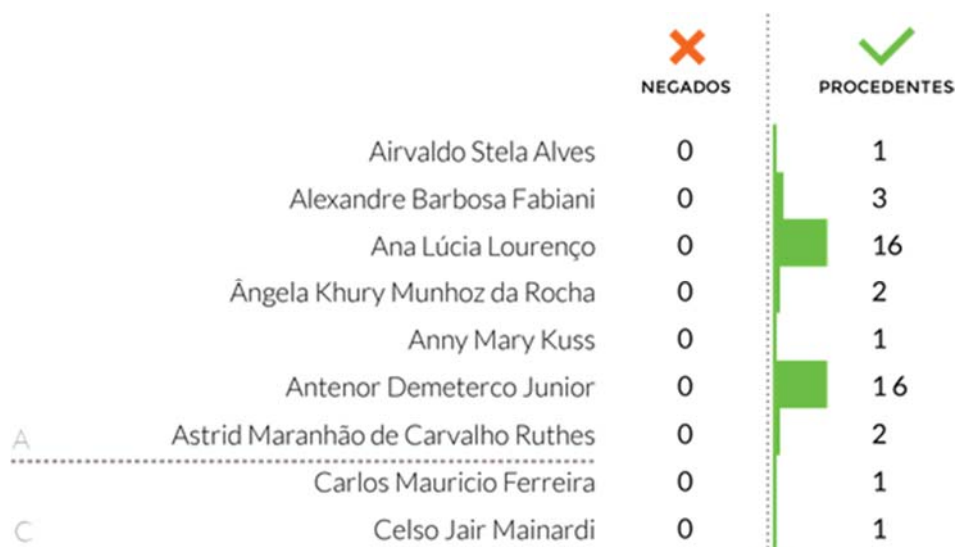 NEGADOS PROCEDENTES
Airvaldo Stela Alves 0 1
Alexandre Barbosa Fabiani 0 3
Ana Lúcia Lourenço 0 16
Ângela Khury Munhoz da Rocha 0 2
Anny Mary Kuss 0 1
Antenor Demeterco Junior 0 16
A Astrid Maranhão de Carvalho Ruthes 0 2
Carlos Mauricio Ferreira 0 1
C Celso Jair Mainardi 0 1